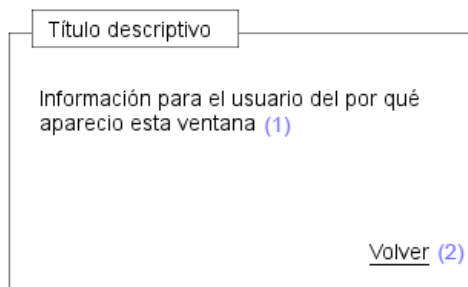 Título descriptivo
Información para el usuario del por qué
aparecio esta ventana (1)
Volver (2)